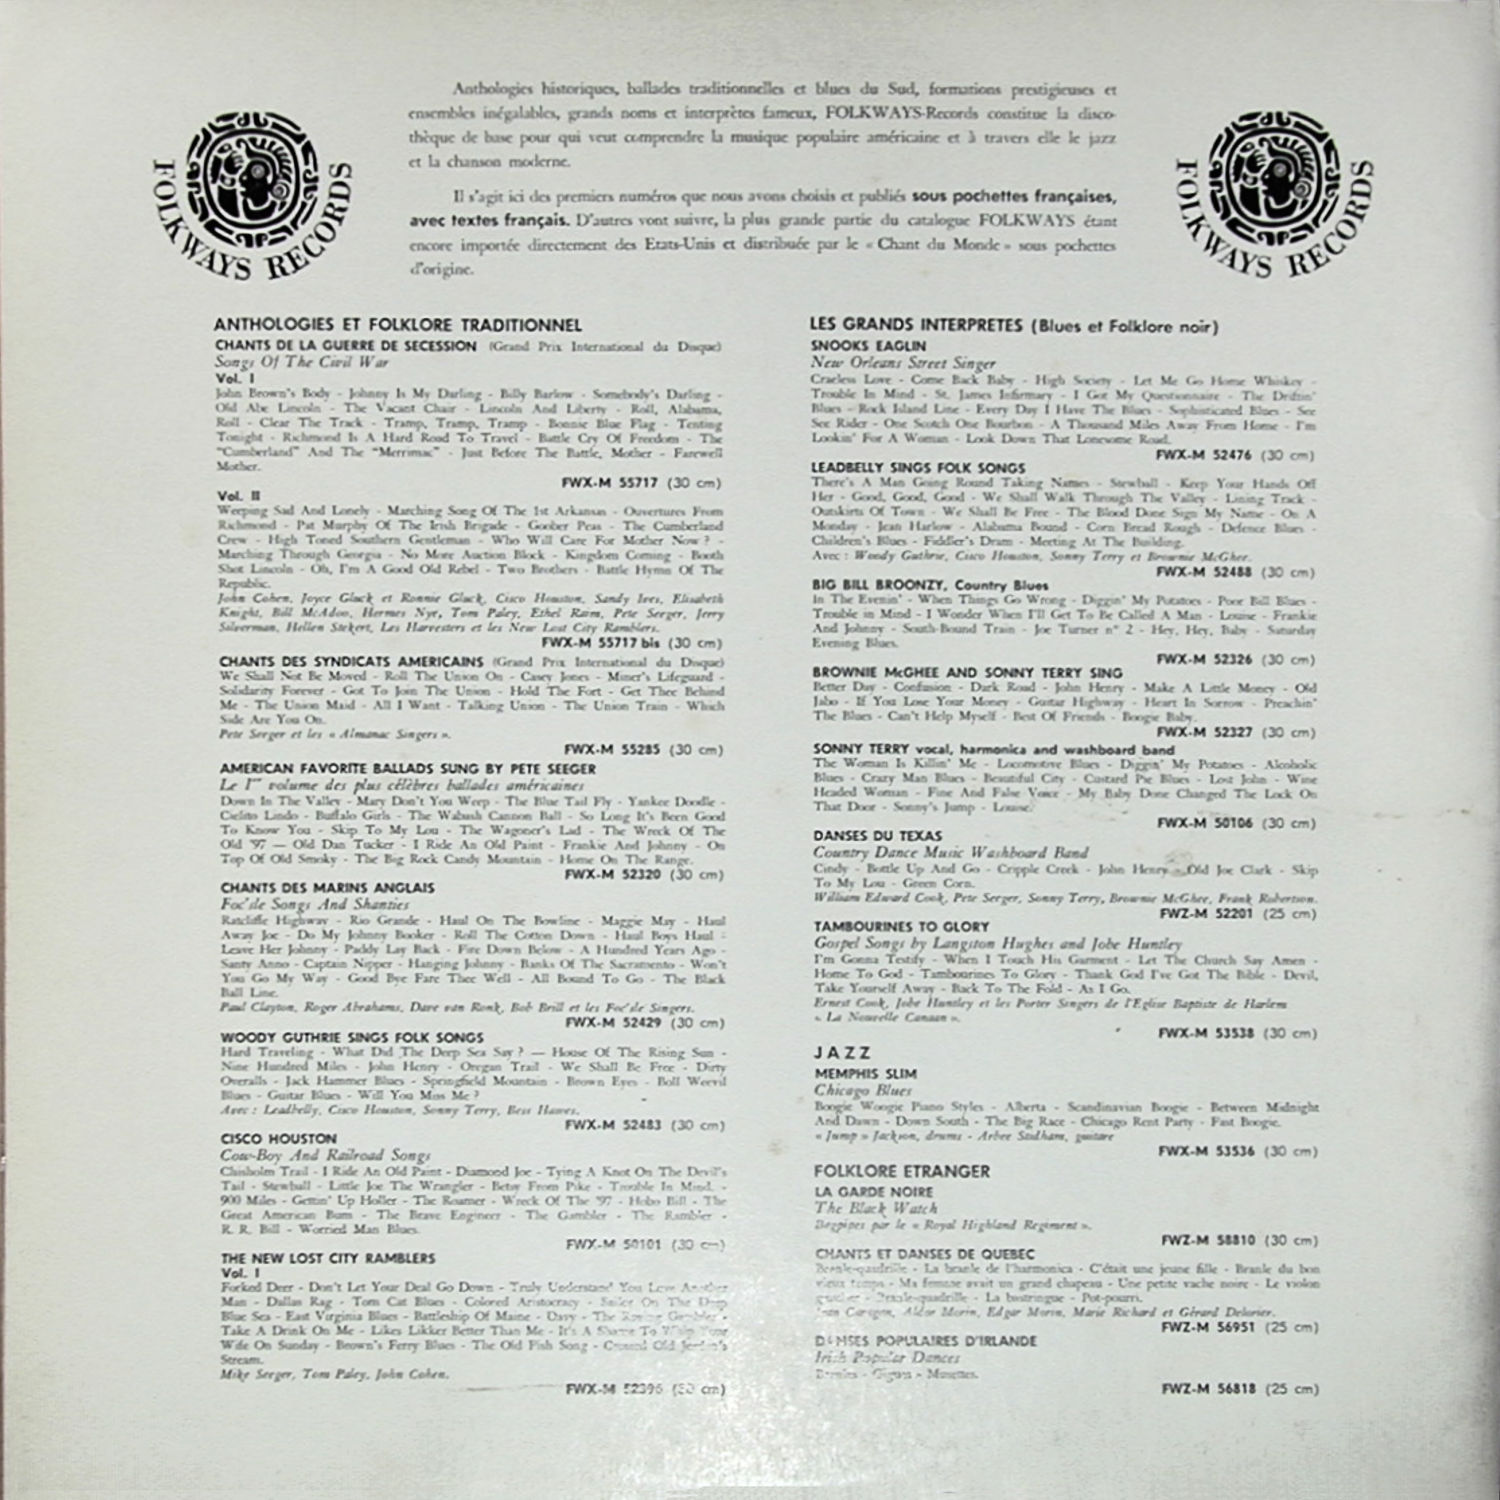 FOLKWAYS RECORDS
Anthologies historiques, ballades traditionnelles et blues du Sud, formations prestigieuses et
ensembles inégalables, grands noms et interprètes fameux, FOLKWAYS-Records constitue la disco-
thèque de base pour qui veut comprendre la musique populaire américaine et à travers elle le jazz
et la chanson moderne.
Il s'agit ici des premiers numéros que nous avons choisis et publiés sous pochettes françaises,
avec textes français. D'autres vont suivre, la plus grande partie du catalogue FOLKWAYS étant
encore importée directement des Etats-Unis et distribuée par le « Chant du Monde » sous pochettes
d'origine.
FOLKWAYS RECORDS
ANTHOLOGIES ET FOLKLORE TRADITIONNEL
CHANTS DE LA GUERRE DE SECESSION (Grand Prix International du Disque)
Songs Of The Civil War
Vol. I
John Brown's Body - Johnny Is My Darling - Billy Barlow - Somebody's Darling -
Old Abe Lincoln - The Vacant Chair - Lincoln And Liberty - Roll, Alabama,
Roll - Clear The Track - Tramp, Tramp, Tramp - Bonnie Blue Flag - Tenting
Tonight - Richmond Is A Hard Road To Travel - Battle Cry Of Freedom - The
"Cumberland" And The "Merrimac" - Just Before The Battle, Mother - Farewell
Mother.
FWX-M 55717 (30 cm)
Vol. II
Weeping Sad And Lonely - Marching Song Of The 1st Arkansas - Ouvertures From
Richmond - Pat Murphy Of The Irish Brigade - Goober Peas - The Cumberland
Crew - High Toned Southern Gentleman - Who Will Care For Mother Now ? -
Marching Through Georgia - No More Auction Block - Kingdom Coming - Booth
Shot Lincoln - Oh, I'm A Good Old Rebel - Two Brothers - Battle Hymn Of The
Republic.
John Cohen, Joyce Gluck et Ronnie Gluck, Cisco Houston, Sandy Ives, Elisabeth
Knight, Bill McAdoo, Hermes Nye, Tom Paley, Ethel Raim, Pete Seeger, Jerry
Silverman, Hellen Stekert, Les Harvesters et les New Lost City Ramblers.
FWX-M 55717 bis (30 cm)
CHANTS DES SYNDICATS AMERICAINS (Grand Prix International du Disque)
We Shall Not Be Moved - Roll The Union On - Casey Jones - Miner's Lifeguard -
Solidarity Forever - Got To Join The Union - Hold The Fort - Get Thee Behind
Me - The Union Maid - All I Want - Talking Union - The Union Train - Which
Side Are You On.
Pete Seeger et les « Almanac Singers ».
FWX-M 55285 (30 cm)
AMERICAN FAVORITE BALLADS SUNG BY PETE SEEGER
Le 1er volume des plus célèbres ballades américaines
Down In The Valley - Mary Don't You Weep - The Blue Tail Fly - Yankee Doodle -
Cielito Lindo - Buffalo Girls - The Wabash Cannon Ball - So Long It's Been Good
To Know You - Skip To My Lou - The Wagoner's Lad - The Wreck Of The
Old '97 — Old Dan Tucker - I Ride An Old Paint - Frankie And Johnny - On
Top Of Old Smoky - The Big Rock Candy Mountain - Home On The Range.
FWX-M 52320 (30 cm)
CHANTS DES MARINS ANGLAIS
Foc'sle Songs And Shanties
Ratcliffe Highway - Rio Grande - Haul On The Bowline - Maggie May - Haul
Away Joe - Do My Johnny Booker - Roll The Cotton Down - Haul Boys Haul -
Leave Her Johnny - Paddy Lay Back - Fire Down Below - A Hundred Years Ago -
Santy Anno - Captain Nipper - Hanging Johnny - Banks Of The Sacramento - Won't
You Go My Way - Good Bye Fare Thee Well - All Bound To Go - The Black
Ball Line.
Paul Clayton, Roger Abrahams, Dave van Ronk, Bob Brill et les Foc'sle Singers.
FWX-M 52429 (30 cm)
WOODY GUTHRIE SINGS FOLK SONGS
Hard Traveling - What Did The Deep Sea Say ? — House Of The Rising Sun -
Nine Hundred Miles - John Henry - Oregon Trail - We Shall Be Free - Dirty
Overalls - Jack Hammer Blues - Springfield Mountain - Brown Eyes - Boll Weevil
Blues - Guitar Blues - Will You Miss Me ?
Avec : Leadbelly, Cisco Houston, Sonny Terry, Bess Hawes.
FWX-M 52483 (30 cm)
CISCO HOUSTON
Cow-Boy And Railroad Songs
Chisholm Trail - I Ride An Old Paint - Diamond Joe - Tying A Knot On The Devil's
Tail - Stewball - Little Joe The Wrangler - Betsy From Pike - Trouble In Mind. -
900 Miles - Gettin' Up Holler - The Roamer - Wreck Of The '97 - Hobo Bill - The
Great American Bum - The Brave Engineer - The Gambler - The Rambler -
R. R. Bill - Worried Man Blues.
FWX-M 50101 (30 cm)
THE NEW LOST CITY RAMBLERS
Vol. I
Forked Deer - Don't Let Your Deal Go Down - Truly Understand You Love Another
Man - Dallas Rag - Tom Cat Blues - Colored Aristocracy - Sailor On The Deep
Blue Sea - East Virginia Blues - Battleship Of Maine - Davy - The Roving Gambler -
Take A Drink On Me - Likes Likker Better Than Me - It's A Shame To Whip Your
Wife On Sunday - Brown's Ferry Blues - The Old Fish Song - Crossed Old Jordan's
Stream.
Mike Seeger, Tom Paley, John Cohen.
FWX-M 52396 (30 cm)
LES GRANDS INTERPRETES (Blues et Folklore noir)
SNOOKS EAGLIN
New Orleans Street Singer
Craeless Love - Come Back Baby - High Society - Let Me Go Home Whiskey -
Trouble In Mind - St. James Infirmary - I Got My Questionnaire - The Driftin'
Blues - Rock Island Line - Every Day I Have The Blues - Sophisticated Blues - See
See Rider - One Scotch One Bourbon - A Thousand Miles Away From Home - I'm
Lookin' For A Woman - Look Down That Lonesome Road.
FWX-M 52476 (30 cm)
LEADBELLY SINGS FOLK SONGS
There's A Man Going Round Taking Names - Stewball - Keep Your Hands Off
Her - Good, Good, Good - We Shall Walk Through The Valley - Lining Track -
Outskirts Of Town - We Shall Be Free - The Blood Done Sign My Name - On A
Monday - Jean Harlow - Alabama Bound - Corn Bread Rough - Defence Blues -
Children's Blues - Fiddler's Dram - Meeting At The Building.
Avec : Woody Guthrie, Cisco Houston, Sonny Terry et Brownie McGhee.
FWX-M 52488 (30 cm)
BIG BILL BROONZY, Country Blues
In The Evenin' - When Things Go Wrong - Diggin' My Potatoes - Poor Bill Blues -
Trouble in Mind - I Wonder When I'll Get To Be Called A Man - Louise - Frankie
And Johnny - South-Bound Train - Joe Turner n° 2 - Hey, Hey, Baby - Saturday
Evening Blues.
FWX-M 52326 (30 cm)
BROWNIE McGHEE AND SONNY TERRY SING
Better Day - Confusion - Dark Road - John Henry - Make A Little Money - Old
Jabo - If You Lose Your Money - Guitar Highway - Heart In Sorrow - Preachin'
The Blues - Can't Help Myself - Best Of Friends - Boogie Baby.
FWX-M 52327 (30 cm)
SONNY TERRY vocal, harmonica and washboard band
The Woman Is Killin' Me - Locomotive Blues - Diggin' My Potatoes - Alcoholic
Blues - Crazy Man Blues - Beautiful City - Custard Pie Blues - Lost John - Wine
Headed Woman - Fine And False Voice - My Baby Done Changed The Lock On
That Door - Sonny's Jump - Louise.
FWX-M 50106 (30 cm)
DANSES DU TEXAS
Country Dance Music Washboard Band
Cindy - Bottle Up And Go - Cripple Creek - John Henry - Old Joe Clark - Skip
To My Lou - Green Corn.
William Edward Cook, Pete Seeger, Sonny Terry, Brownie McGhee, Frank Robertson.
FWZ-M 52201 (25 cm)
TAMBOURINES TO GLORY
Gospel Songs by Langston Hughes and Jobe Huntley
I'm Gonna Testify - When I Touch His Garment - Let The Church Say Amen -
Home To God - Tambourines To Glory - Thank God I've Got The Bible - Devil,
Take Yourself Away - Back To The Fold - As I Go.
Ernest Cook, Jobe Huntley et les Porter Singers de l'Eglise Baptiste de Harlem
« La Nouvelle Canaan ».
FWX-M 53538 (30 cm)
JAZZ
MEMPHIS SLIM
Chicago Blues
Boogie Woogie Piano Styles - Alberta - Scandinavian Boogie - Between Midnight
And Dawn - Down South - The Big Race - Chicago Rent Party - Fast Boogie.
« Jump » Jackson, drums - Arbee Stidham, guitare
FWX-M 53536 (30 cm)
FOLKLORE ETRANGER
LA GARDE NOIRE
The Black Watch
Begpipes par le « Royal Highland Regiment ».
FWZ-M 58810 (30 cm)
CHANTS ET DANSES DE QUEBEC
Branle-quadrille - La branle de l'harmonica - C'était une jeune fille - Branle du bon
vieux temps - Ma femme avait un grand chapeau - Une petite vache noire - Le violon
gaucher - Branle-quadrille - La bastringue - Pot-pourri.
Jean Carignan, Aldor Morin, Edgar Morin, Marie Richard et Gérard Delorier.
FWZ-M 56951 (25 cm)
DANSES POPULAIRES D'IRLANDE
Irish Popular Dances
Branles - Gigues - Musettes.
FWZ-M 56818 (25 cm)